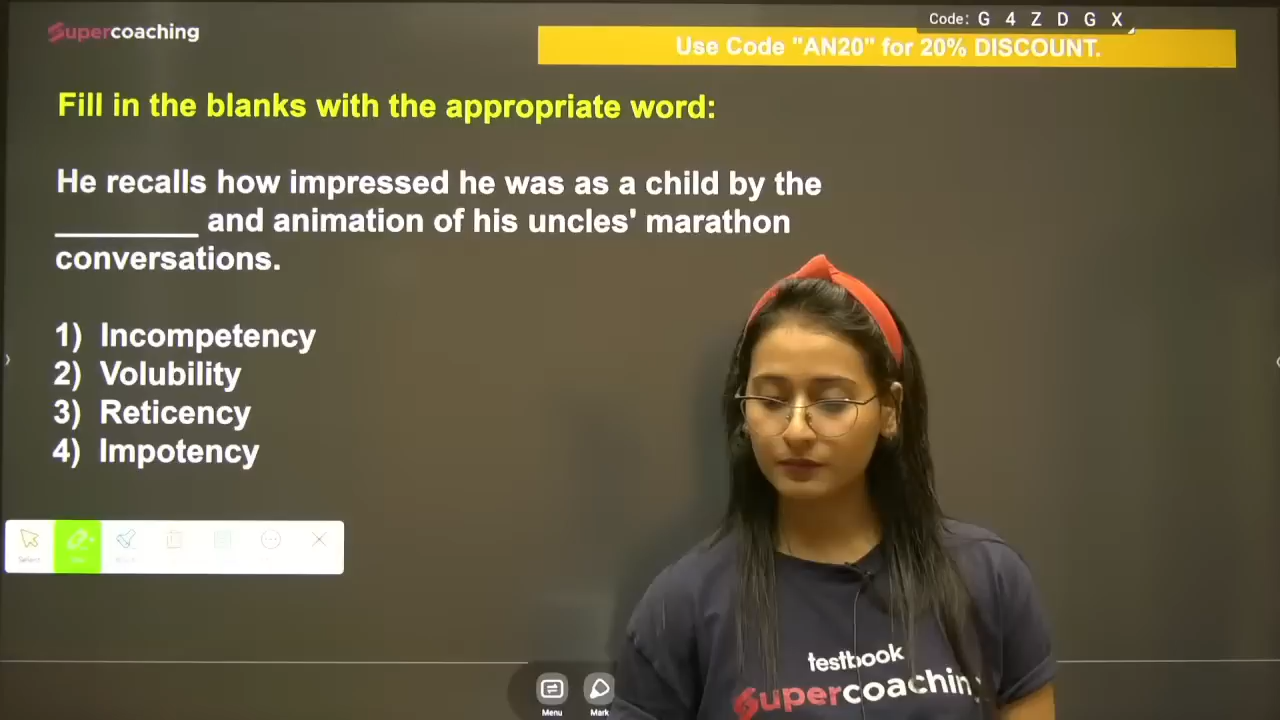 Supercoaching
Code: G 4 Z D G X
Use Code "AN20" for 20% DISCOUNT.
Fill in the blanks with the appropriate word:
He recalls how impressed he was as a child by the
________ and animation of his uncles' marathon
conversations.
1) Incompetency
2) Volubility
3) Reticency
4) Impotency
Select
testbook
Supercoaching
Menu
Mark